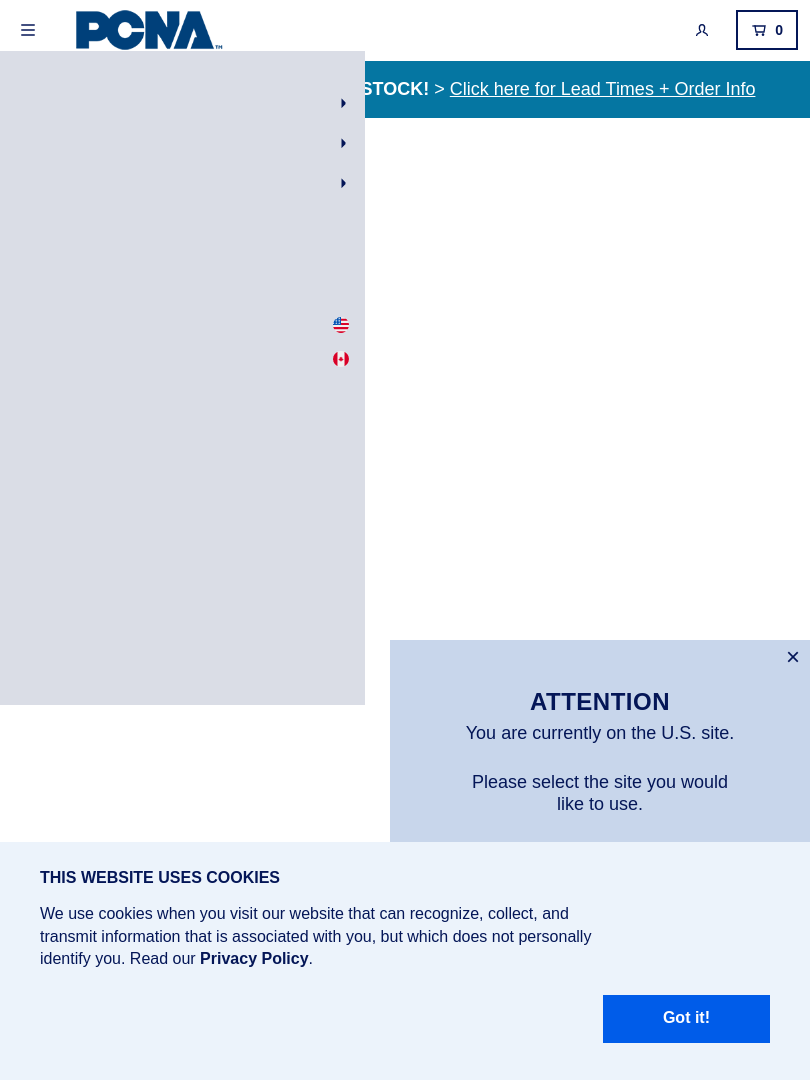 PCNA™
0
STOCK! > Click here for Lead Times + Order Info
×
ATTENTION
You are currently on the U.S. site.
Please select the site you would
like to use.
THIS WEBSITE USES COOKIES
We use cookies when you visit our website that can recognize, collect, and
transmit information that is associated with you, but which does not personally
identify you. Read our Privacy Policy.
Got it!